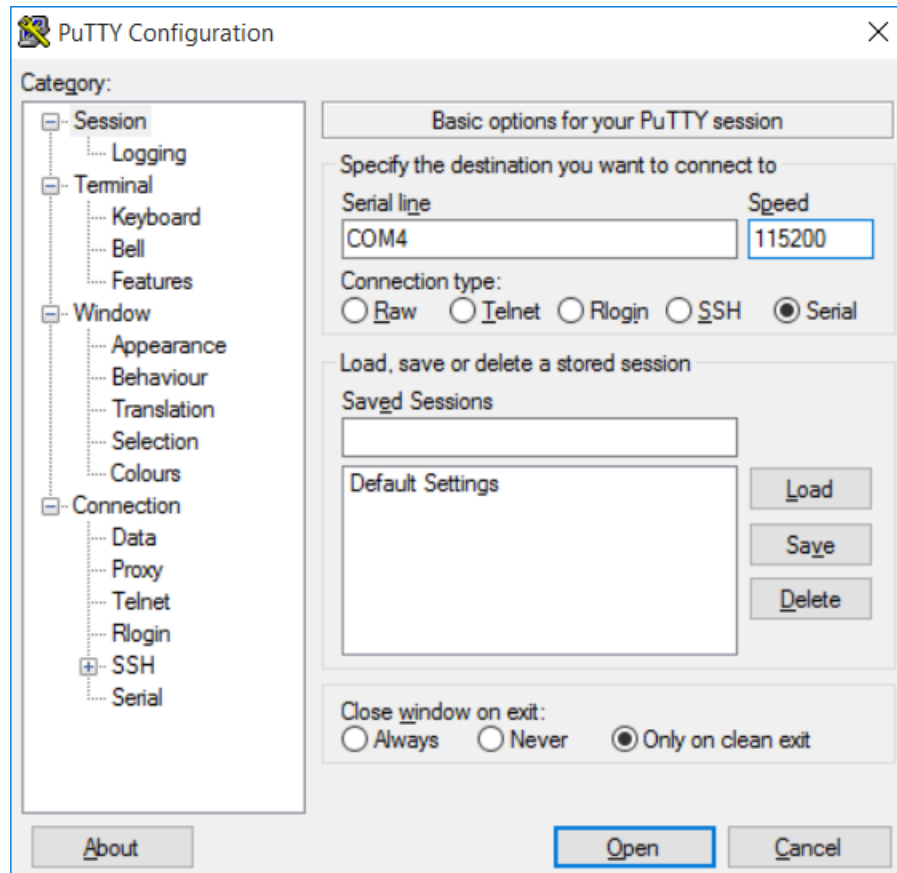 PuTTY Configuration
Category:
Session
Logging
Terminal
Keyboard
Bell
Features
Window
Appearance
Behaviour
Translation
Selection
Colours
Connection
Data
Proxy
Telnet
Rlogin
SSH
Serial
Basic options for your PuTTY session
Specify the destination you want to connect to
Serial line Speed
COM4 115200
Connection type:
Raw Telnet Rlogin SSH Serial
Load, save or delete a stored session
Saved Sessions
Default Settings
Load
Save
Delete
Close window on exit:
Always Never Only on clean exit
About Open Cancel